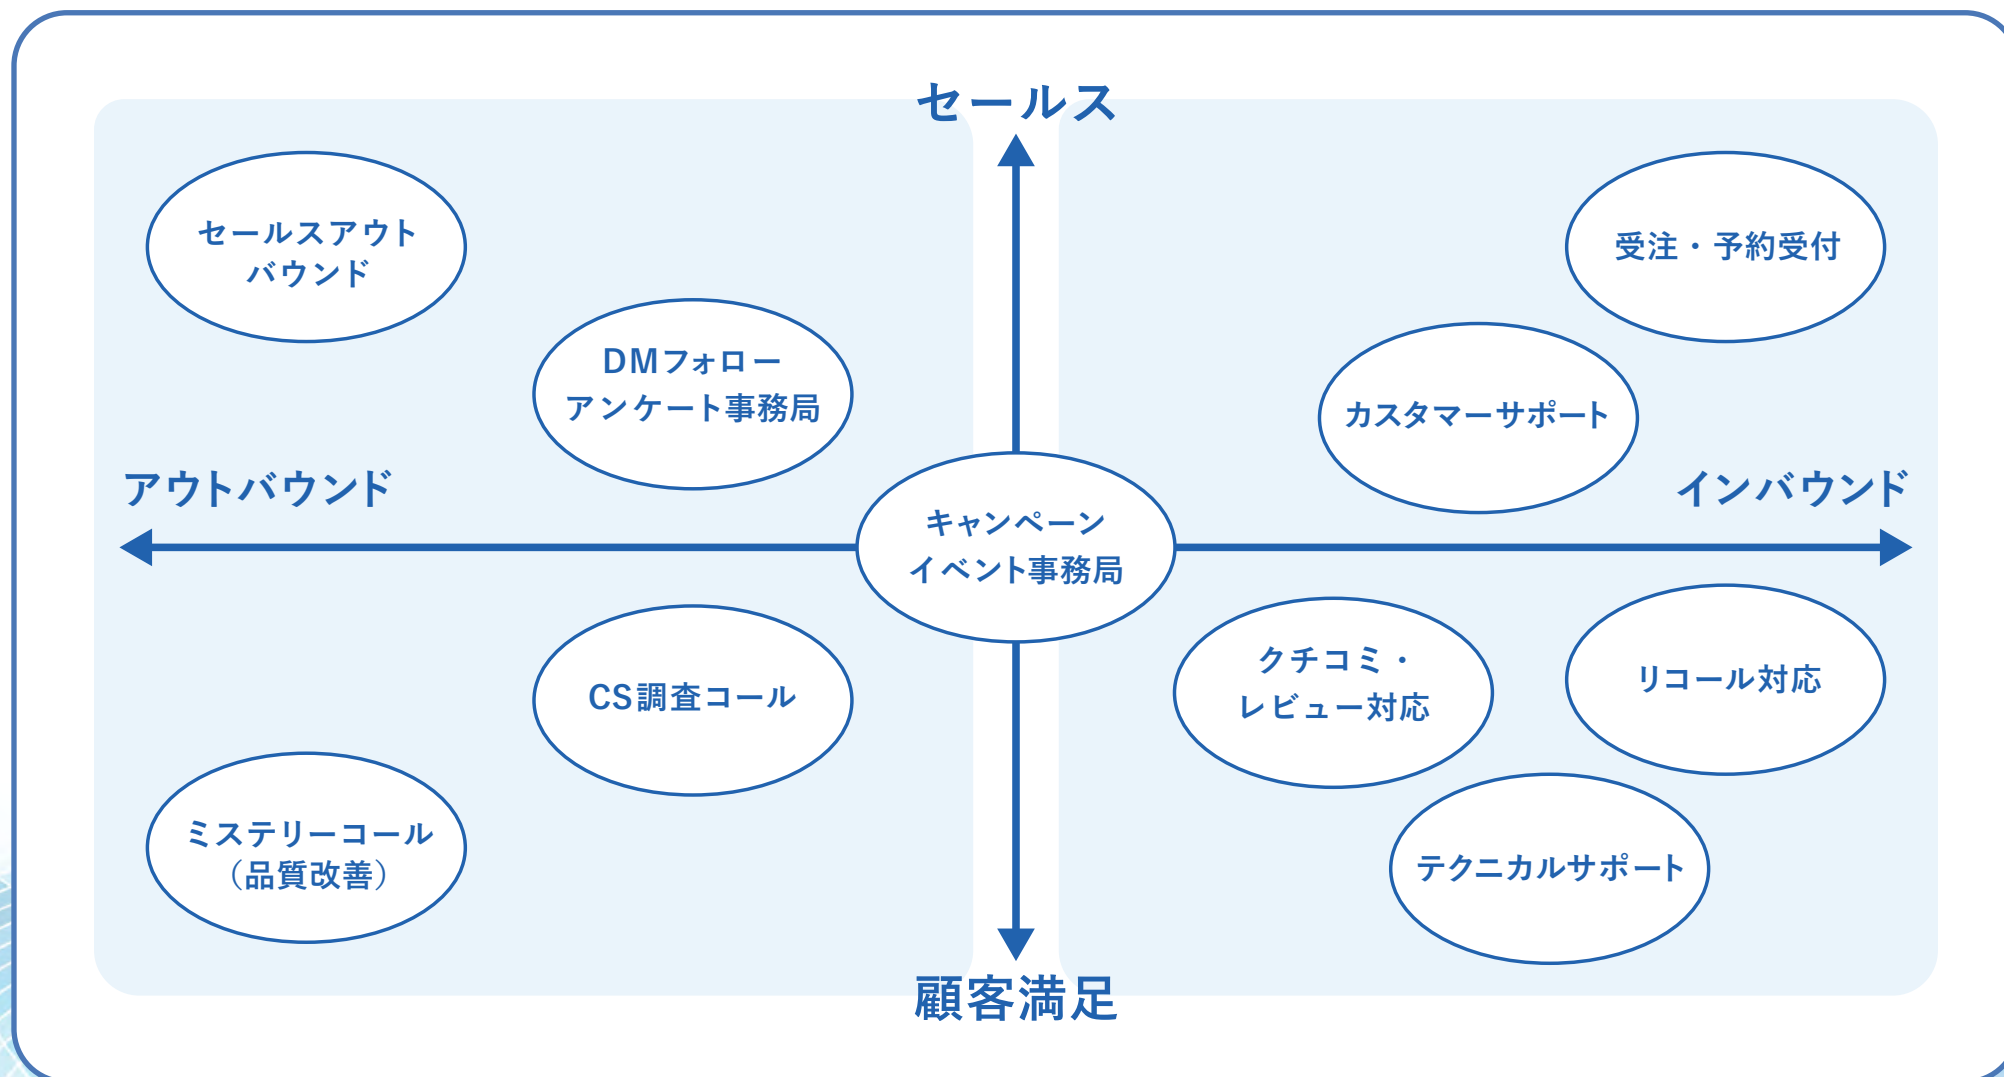 セールス
セールスアウト
バウンド
受注・予約受付
DMフォロー
アンケート事務局
カスタマーサポート
アウトバウンド
インバウンド
キャンペーン
イベント事務局
クチコミ・
レビュー対応
リコール対応
CS調査コール
ミステリーコール
（品質改善）
テクニカルサポート
顧客満足